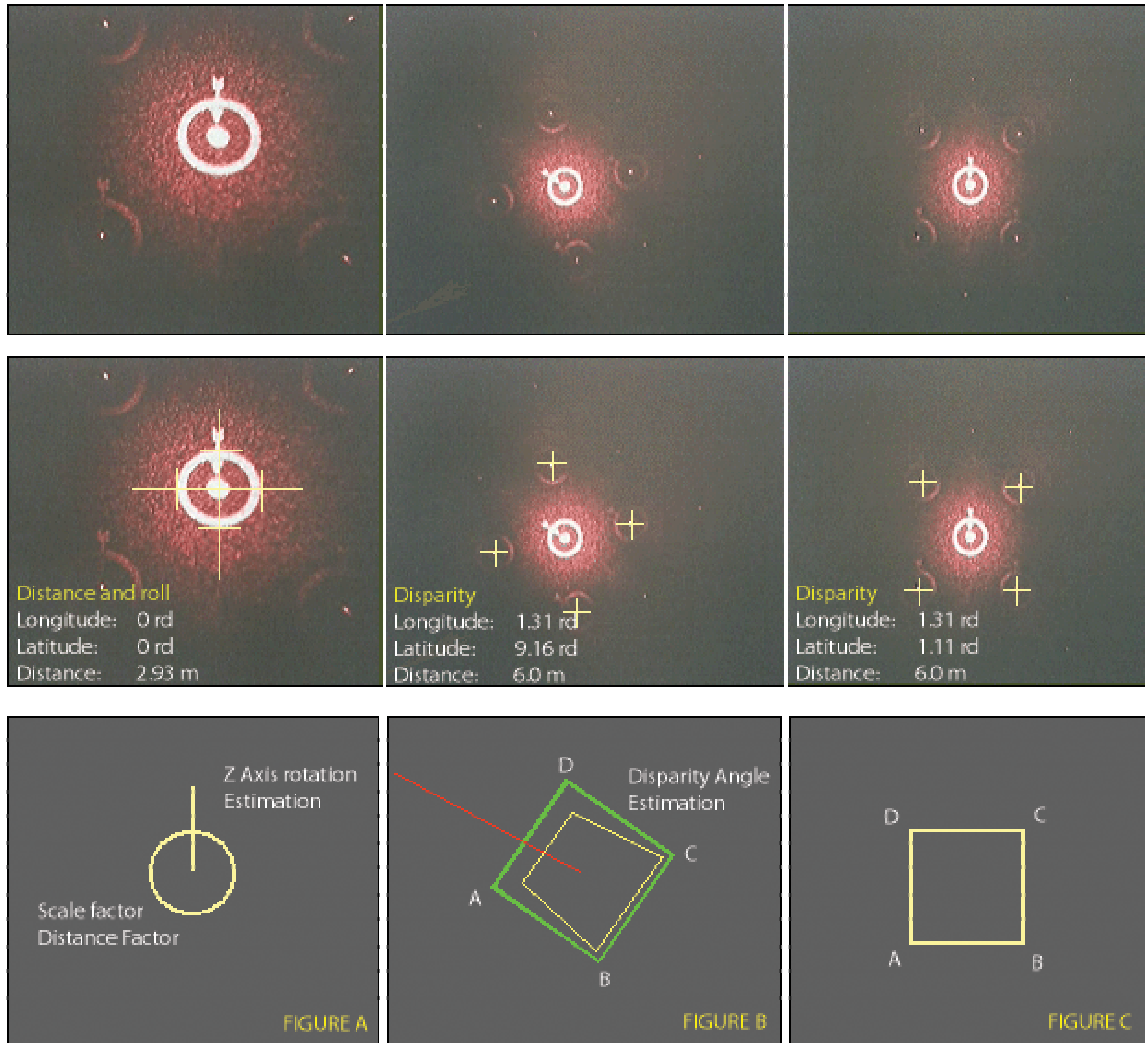 Distance and roll
Longitude: 0 rd
Latitude: 0 rd
Distance: 2.93 m
Disparity
Longitude: 1.31 rd
Latitude: 9.16 rd
Distance: 6.0 m
Disparity
Longitude: 1.31 rd
Latitude: 1.11 rd
Distance: 6.0 m
Z Axis rotation
Estimation
Scale factor
Distance Factor
FIGURE A
D
Disparity Angle
Estimation
C
A
B
FIGURE B
D
C
A
B
FIGURE C